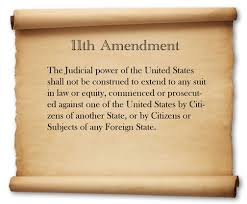 11th Amendment
The Judicial power of the United States
shall not be construed to extend to any suit
in law or equity, commenced or prosecut-
ed against one of the United States by Citi-
zens of another State, or by Citizens or
Subjects of any Foreign State.